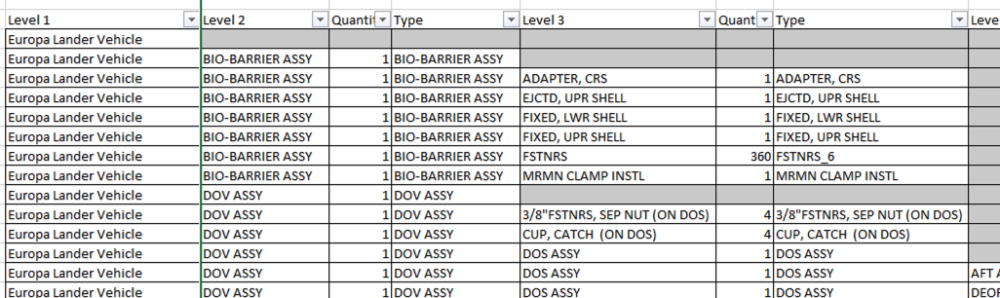 Level 1 Level 2 Quantit Type Level 3 Quant Type Leve
Europa Lander Vehicle
Europa Lander Vehicle BIO-BARRIER ASSY 1 BIO-BARRIER ASSY
Europa Lander Vehicle BIO-BARRIER ASSY 1 BIO-BARRIER ASSY ADAPTER, CRS 1 ADAPTER, CRS
Europa Lander Vehicle BIO-BARRIER ASSY 1 BIO-BARRIER ASSY EJCTD, UPR SHELL 1 EJCTD, UPR SHELL
Europa Lander Vehicle BIO-BARRIER ASSY 1 BIO-BARRIER ASSY FIXED, LWR SHELL 1 FIXED, LWR SHELL
Europa Lander Vehicle BIO-BARRIER ASSY 1 BIO-BARRIER ASSY FIXED, UPR SHELL 1 FIXED, UPR SHELL
Europa Lander Vehicle BIO-BARRIER ASSY 1 BIO-BARRIER ASSY FSTNRS 360 FSTNRS_6
Europa Lander Vehicle BIO-BARRIER ASSY 1 BIO-BARRIER ASSY MRMN CLAMP INSTL 1 MRMN CLAMP INSTL
Europa Lander Vehicle DOV ASSY 1 DOV ASSY
Europa Lander Vehicle DOV ASSY 1 DOV ASSY 3/8"FSTNRS, SEP NUT (ON DOS) 4 3/8"FSTNRS, SEP NUT (ON DOS)
Europa Lander Vehicle DOV ASSY 1 DOV ASSY CUP, CATCH (ON DOS) 4 CUP, CATCH (ON DOS)
Europa Lander Vehicle DOV ASSY 1 DOV ASSY DOS ASSY 1 DOS ASSY
Europa Lander Vehicle DOV ASSY 1 DOV ASSY DOS ASSY 1 DOS ASSY AFT A
Europa Lander Vehicle DOV ASSY 1 DOV ASSY DOS ASSY 1 DOS ASSY DEOR